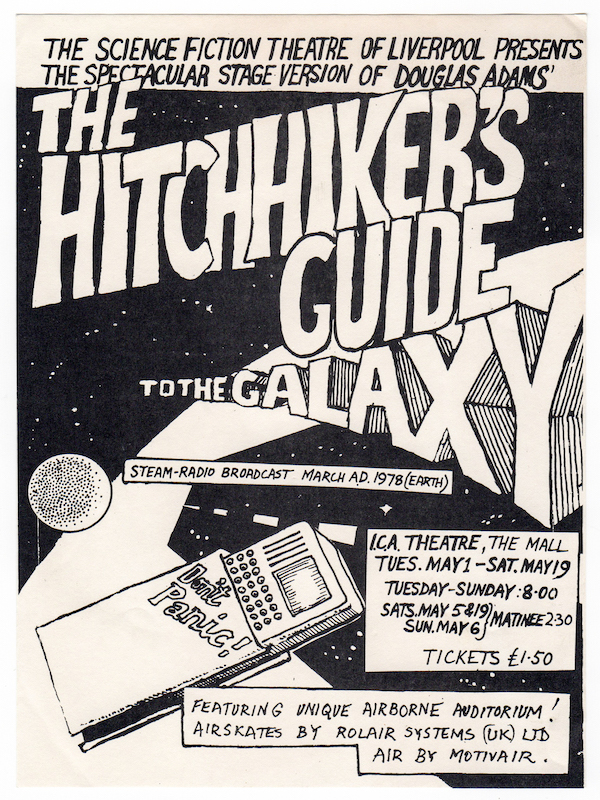 THE SCIENCE FICTION THEATRE OF LIVERPOOL PRESENTS
THE SPECTACULAR STAGE VERSION OF DOUGLAS ADAMS'
THE
HITCHHIKER'S
GUIDE
TO THE GALAXY
STEAM-RADIO BROADCAST MARCH A.D. 1978 (EARTH)
Don't
Panic!
I.C.A. THEATRE, THE MALL
TUES. MAY 1 - SAT. MAY 19
TUESDAY-SUNDAY: 8·00
SATS. MAY 5 & 19} MATINEE 2·30
SUN. MAY 6
TICKETS £1·50
FEATURING UNIQUE AIRBORNE AUDITORIUM!
AIRSKATES BY ROLAIR SYSTEMS (UK) LTD
AIR BY MOTIVAIR.